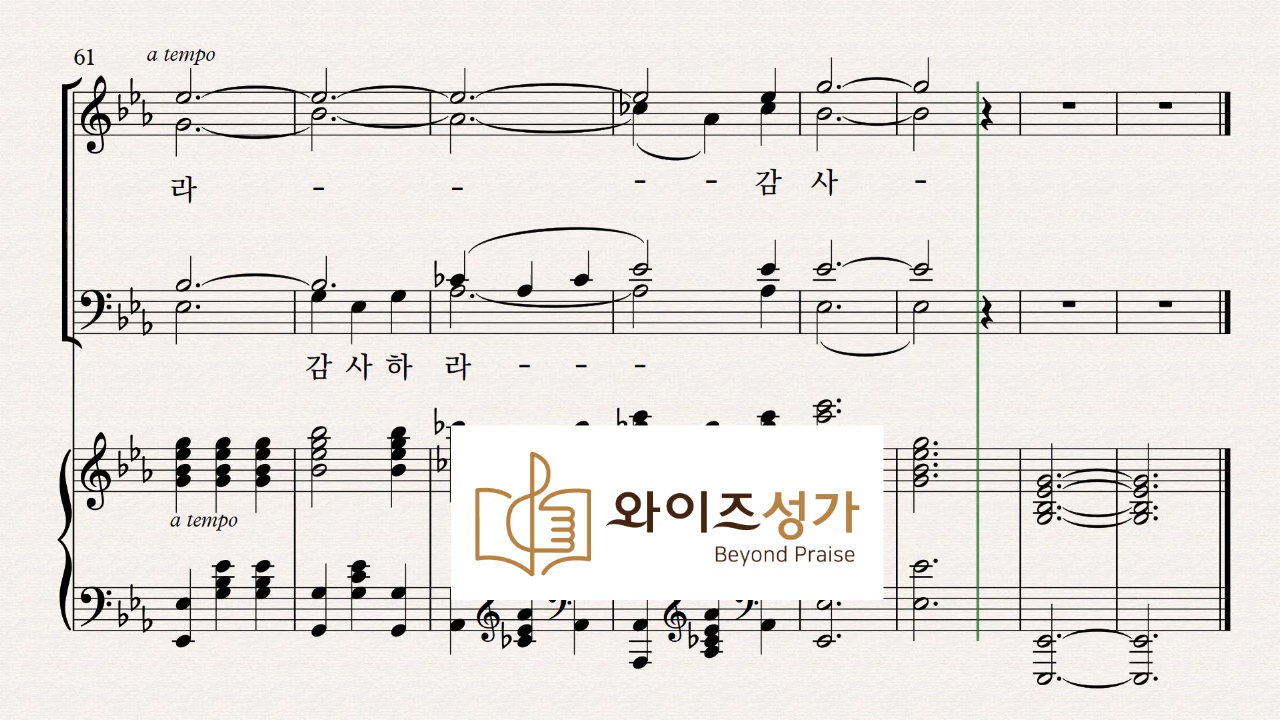 61 a tempo
라 - - - - 감 사 -
감 사 하 라 - - -
a tempo
와이즈성가
Beyond Praise